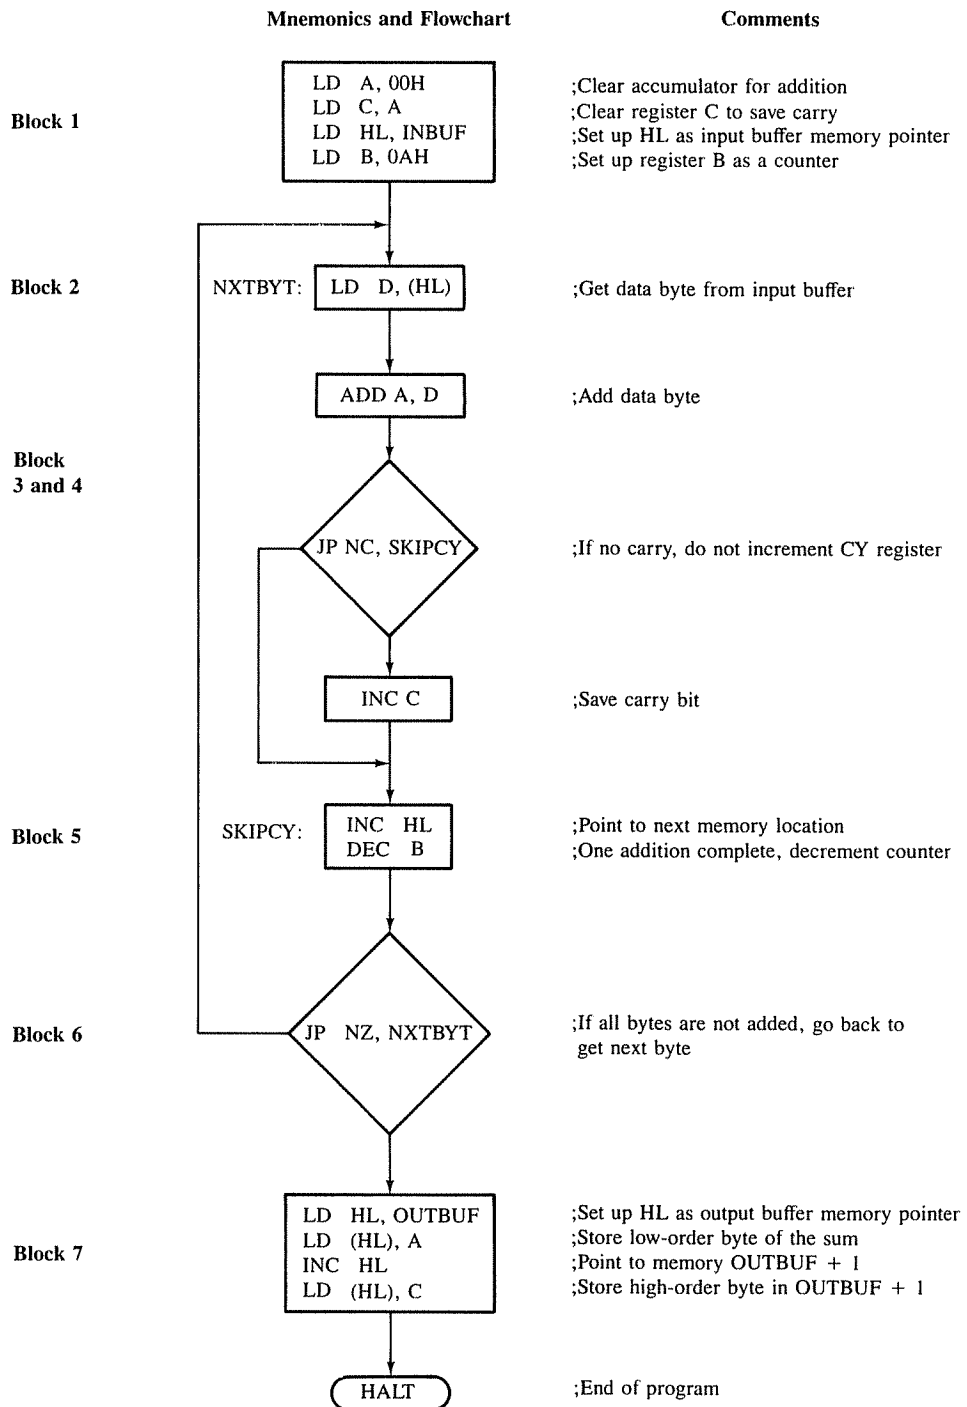 Mnemonics and Flowchart Comments
Block 1
LD A, 00H ;Clear accumulator for addition
LD C, A ;Clear register C to save carry
LD HL, INBUF ;Set up HL as input buffer memory pointer
LD B, 0AH ;Set up register B as a counter
Block 2 NXTBYT: LD D, (HL) ;Get data byte from input buffer
ADD A, D ;Add data byte
Block
3 and 4
JP NC, SKIPCY ;If no carry, do not increment CY register
INC C ;Save carry bit
Block 5 SKIPCY:
INC HL ;Point to next memory location
DEC B ;One addition complete, decrement counter
Block 6 JP NZ, NXTBYT ;If all bytes are not added, go back to
get next byte
Block 7
LD HL, OUTBUF ;Set up HL as output buffer memory pointer
LD (HL), A ;Store low-order byte of the sum
INC HL ;Point to memory OUTBUF + 1
LD (HL), C ;Store high-order byte in OUTBUF + 1
HALT ;End of program